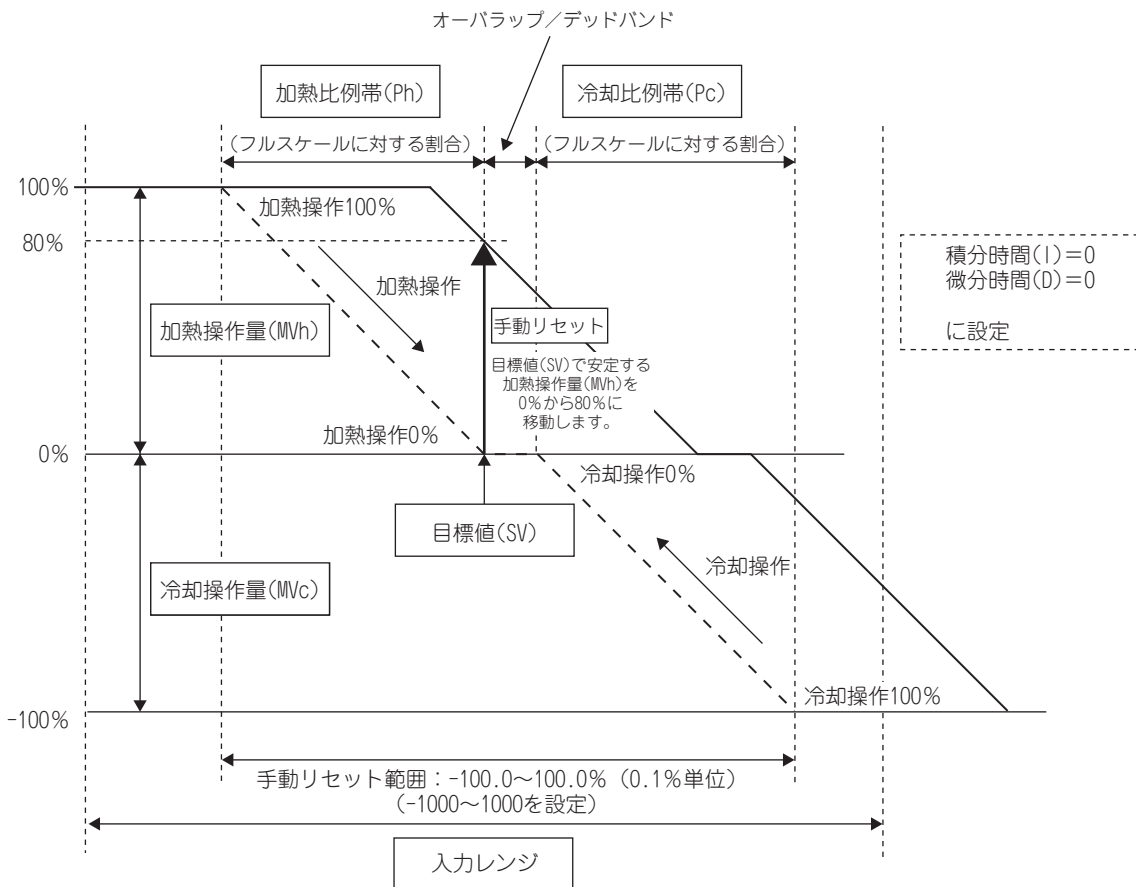 オーバラップ／デッドバンド
加熱比例帯(Ph)
冷却比例帯(Pc)
(フルスケールに対する割合)
(フルスケールに対する割合)
100%
加熱操作100%
80%
積分時間(I)=0
微分時間(D)=0
に設定
加熱操作
加熱操作量(MVh)
手動リセット
目標値(SV)で安定する
加熱操作量(MVh)を
0%から80%に
移動します。
加熱操作0%
0%
冷却操作0%
目標値(SV)
冷却操作
冷却操作量(MVc)
冷却操作100%
-100%
手動リセット範囲：-100.0～100.0% (0.1%単位)
(-1000～1000を設定)
入力レンジ